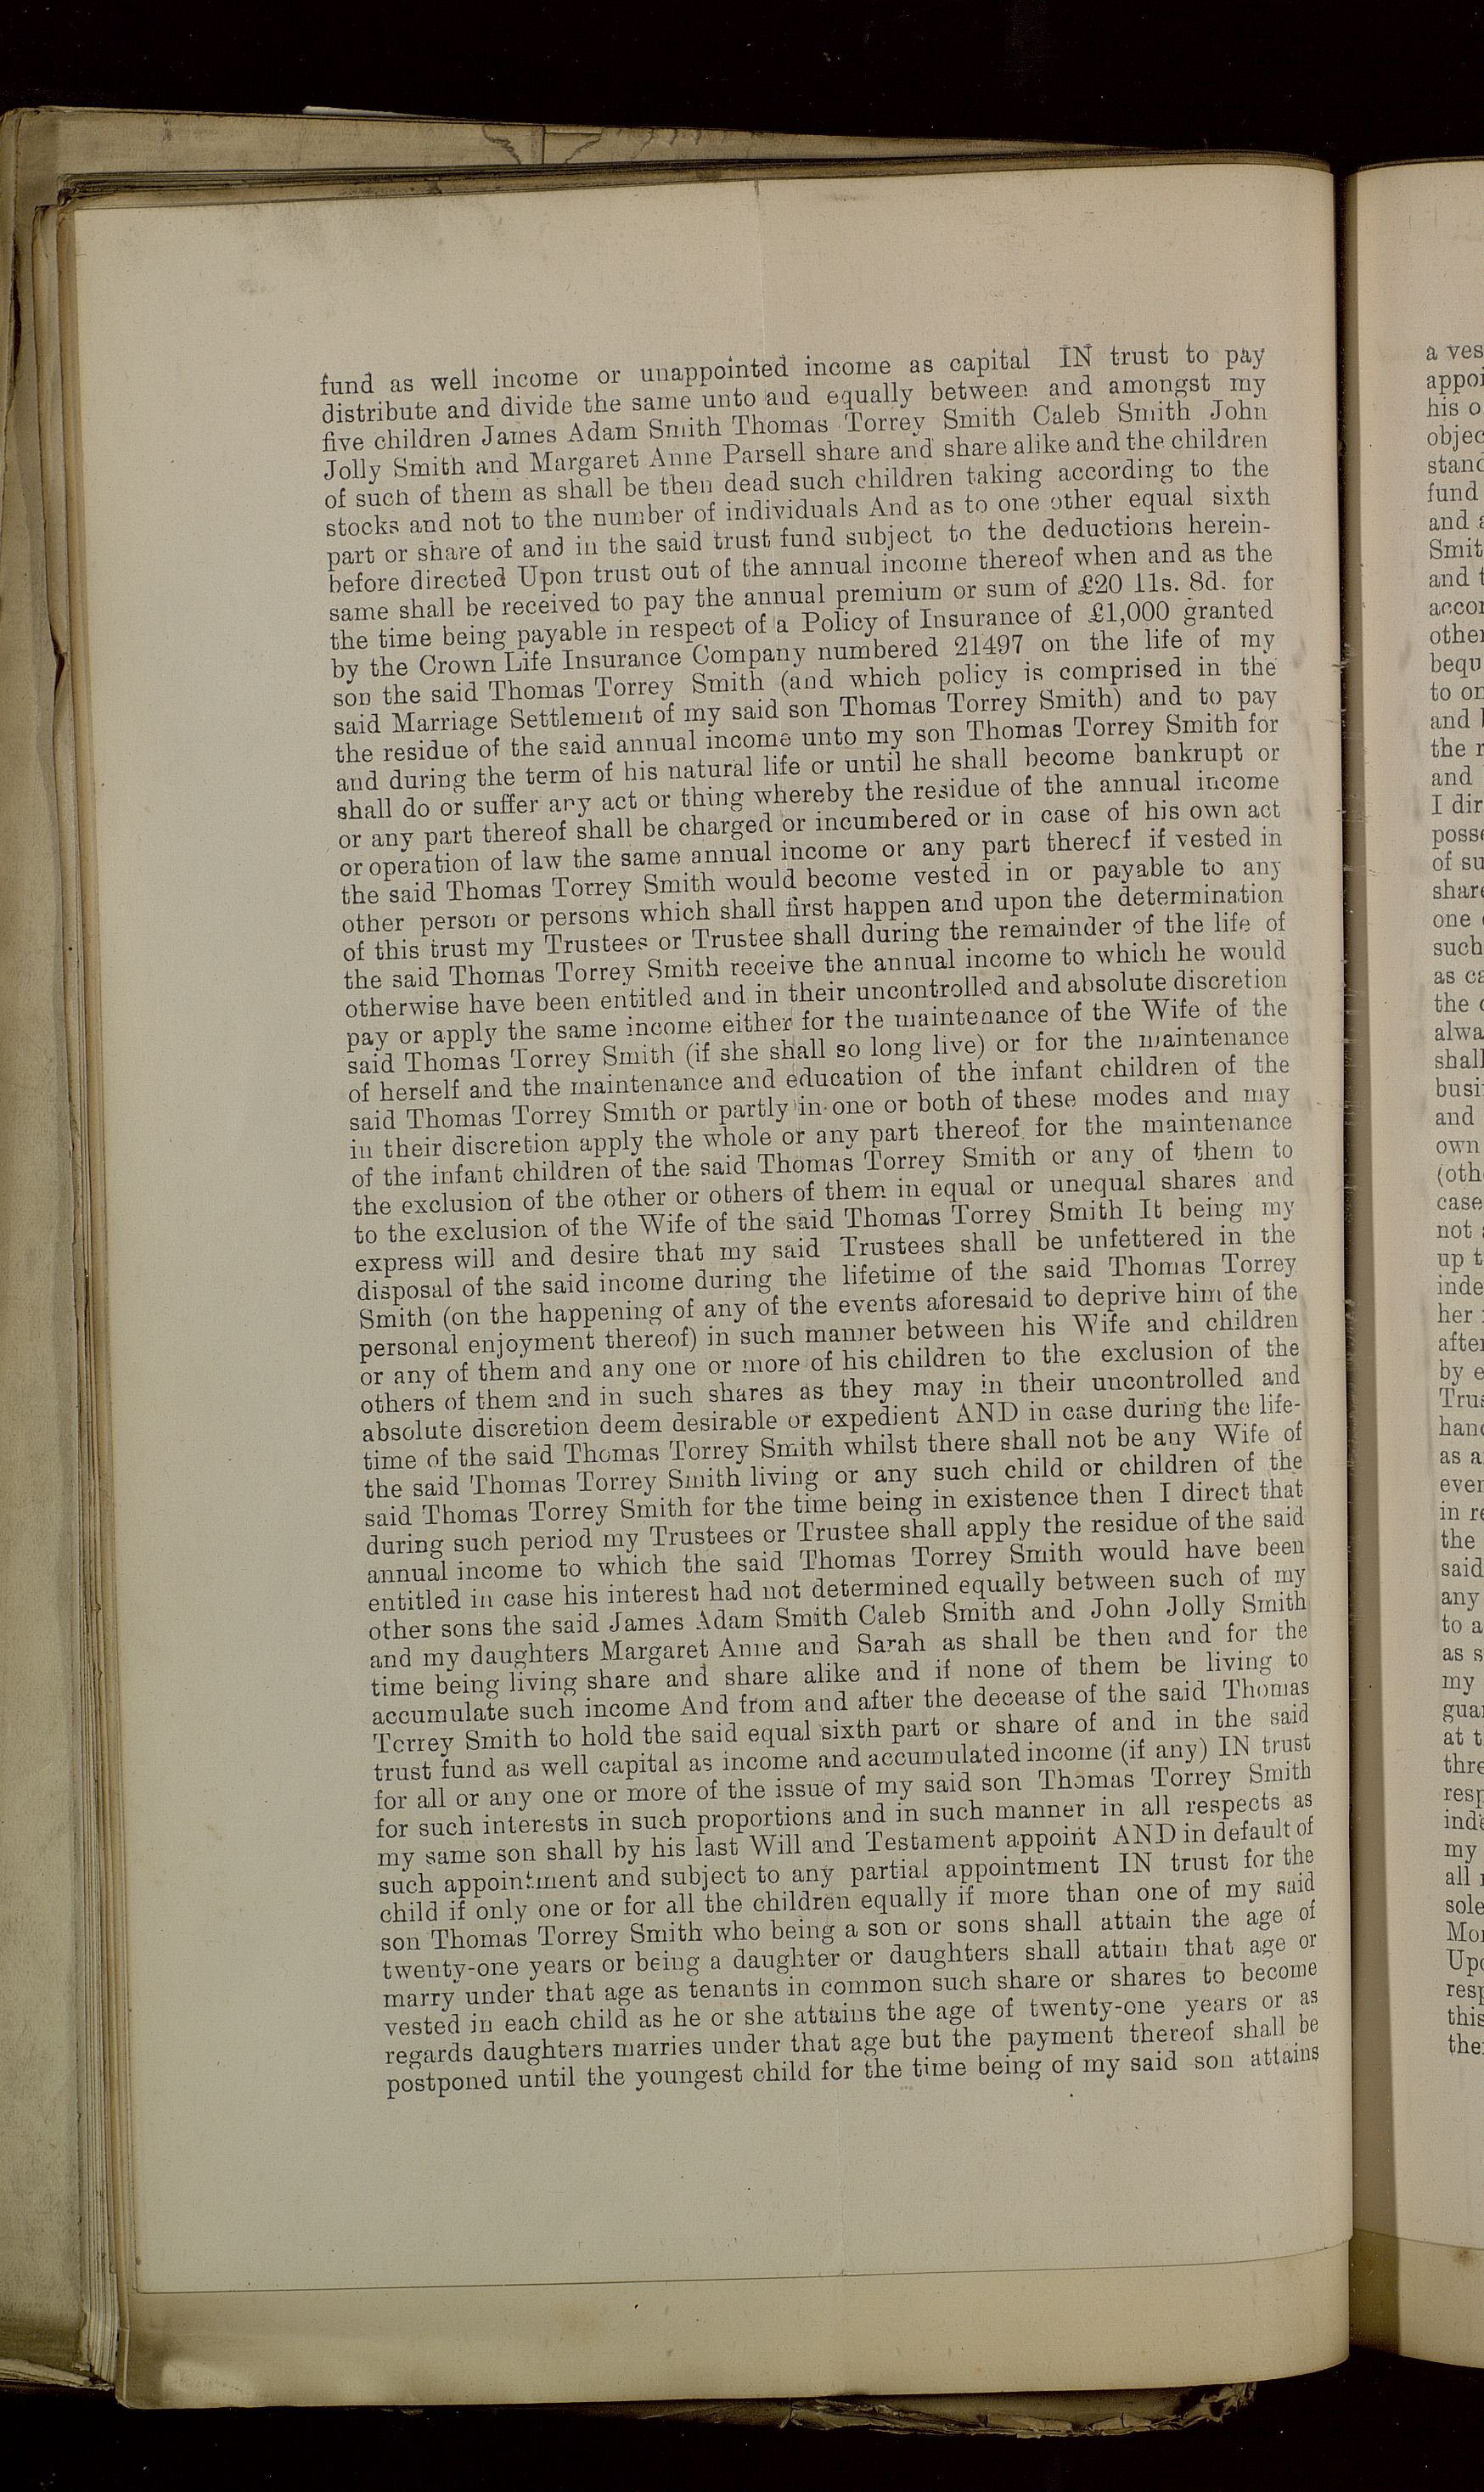 fund as well income or unappointed income as capital IN trust to pay
distribute and divide the same unto and equally between and amongst my
five children James Adam Smith Thomas Torrey Smith Caleb Smith John
Jolly Smith and Margaret Anne Parsell share and share alike and the children
of such of them as shall be then dead such children taking according to the
stocks and not to the number of individuals And as to one other equal sixth
part or share of and in the said trust fund subject to the deductions herein-
before directed Upon trust out of the annual income thereof when and as the
same shall be received to pay the annual premium or sum of £20 11s. 8d. for
the time being payable in respect of a Policy of Insurance of £1,000 granted
by the Crown Life Insurance Company numbered 21497 on the life of my
son the said Thomas Torrey Smith (and which policy is comprised in the
said Marriage Settlement of my said son Thomas Torrey Smith) and to pay
the residue of the said annual income unto my son Thomas Torrey Smith for
and during the term of his natural life or until he shall become bankrupt or
shall do or suffer any act or thing whereby the residue of the annual income
or any part thereof shall be charged or incumbered or in case of his own act
or operation of law the same annual income or any part thereof if vested in
the said Thomas Torrey Smith would become vested in or payable to any
other person or persons which shall first happen and upon the determination
of this trust my Trustees or Trustee shall during the remainder of the life of
the said Thomas Torrey Smith receive the annual income to which he would
otherwise have been entitled and in their uncontrolled and absolute discretion
pay or apply the same income either for the maintenance of the Wife of the
said Thomas Torrey Smith (if she shall so long live) or for the maintenance
of herself and the maintenance and education of the infant children of the
said Thomas Torrey Smith or partly in one or both of these modes and may
in their discretion apply the whole or any part thereof for the maintenance
of the infant children of the said Thomas Torrey Smith or any of them to
the exclusion of the other or others of them in equal or unequal shares and
to the exclusion of the Wife of the said Thomas Torrey Smith It being my
express will and desire that my said Trustees shall be unfettered in the
disposal of the said income during the lifetime of the said Thomas Torrey
Smith (on the happening of any of the events aforesaid to deprive him of the
personal enjoyment thereof) in such manner between his Wife and children
or any of them and any one or more of his children to the exclusion of the
others of them and in such shares as they may in their uncontrolled and
absolute discretion deem desirable or expedient AND in case during the life-
time of the said Thomas Torrey Smith whilst there shall not be any Wife of
the said Thomas Torrey Smith living or any such child or children of the
said Thomas Torrey Smith for the time being in existence then I direct that
during such period my Trustees or Trustee shall apply the residue of the said
annual income to which the said Thomas Torrey Smith would have been
entitled in case his interest had not determined equally between such of my
other sons the said James Adam Smith Caleb Smith and John Jolly Smith
and my daughters Margaret Anne and Sarah as shall be then and for the
time being living share and share alike and if none of them be living to
accumulate such income And from and after the decease of the said Thomas
Torrey Smith to hold the said equal sixth part or share of and in the said
trust fund as well capital as income and accumulated income (if any) IN trust
for all or any one or more of the issue of my said son Thomas Torrey Smith
for such interests in such proportions and in such manner in all respects as
my same son shall by his last Will and Testament appoint AND in default of
such appointment and subject to any partial appointment IN trust for the
child if only one or for all the children equally if more than one of my said
son Thomas Torrey Smith who being a son or sons shall attain the age of
twenty-one years or being a daughter or daughters shall attain that age or
marry under that age as tenants in common such share or shares to become
vested in each child as he or she attains the age of twenty-one years or as
regards daughters marries under that age but the payment thereof shall be
postponed until the youngest child for the time being of my said son attains